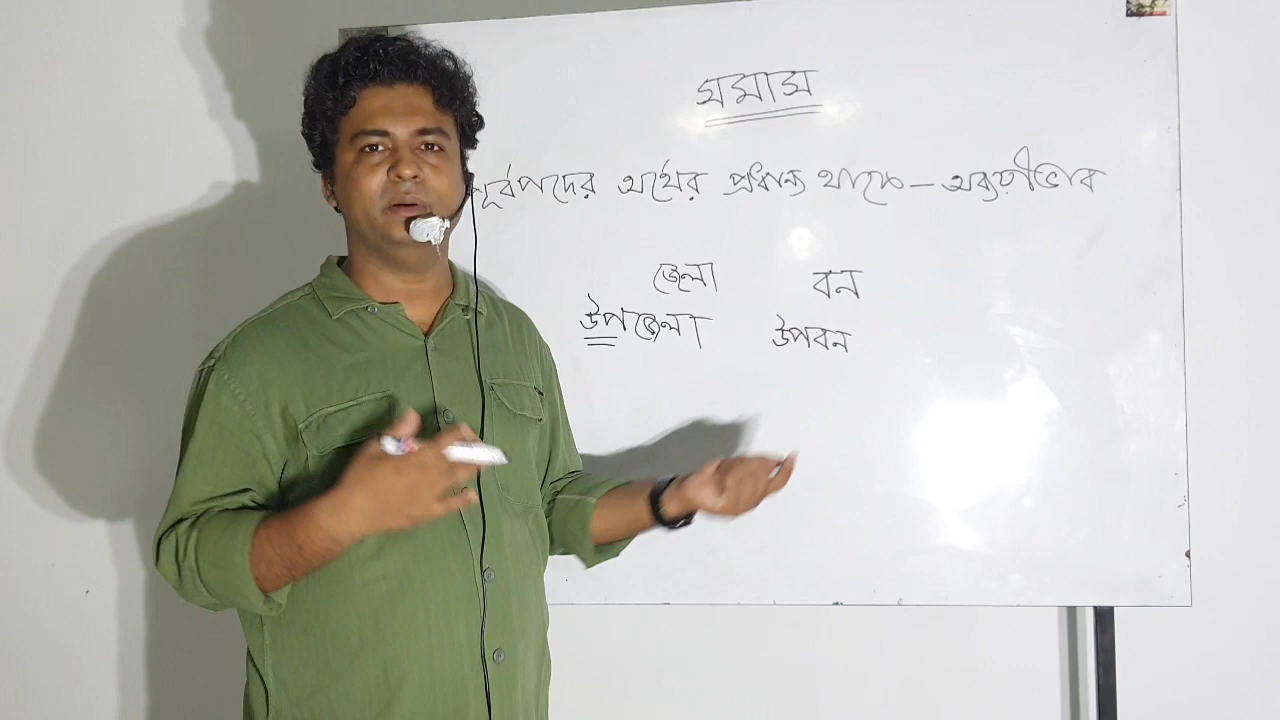 সমাস
পূর্বপদের অর্থের প্রধান্য থাকে – অব্যয়ীভাব
জেলা বন
উপজেলা উপবন